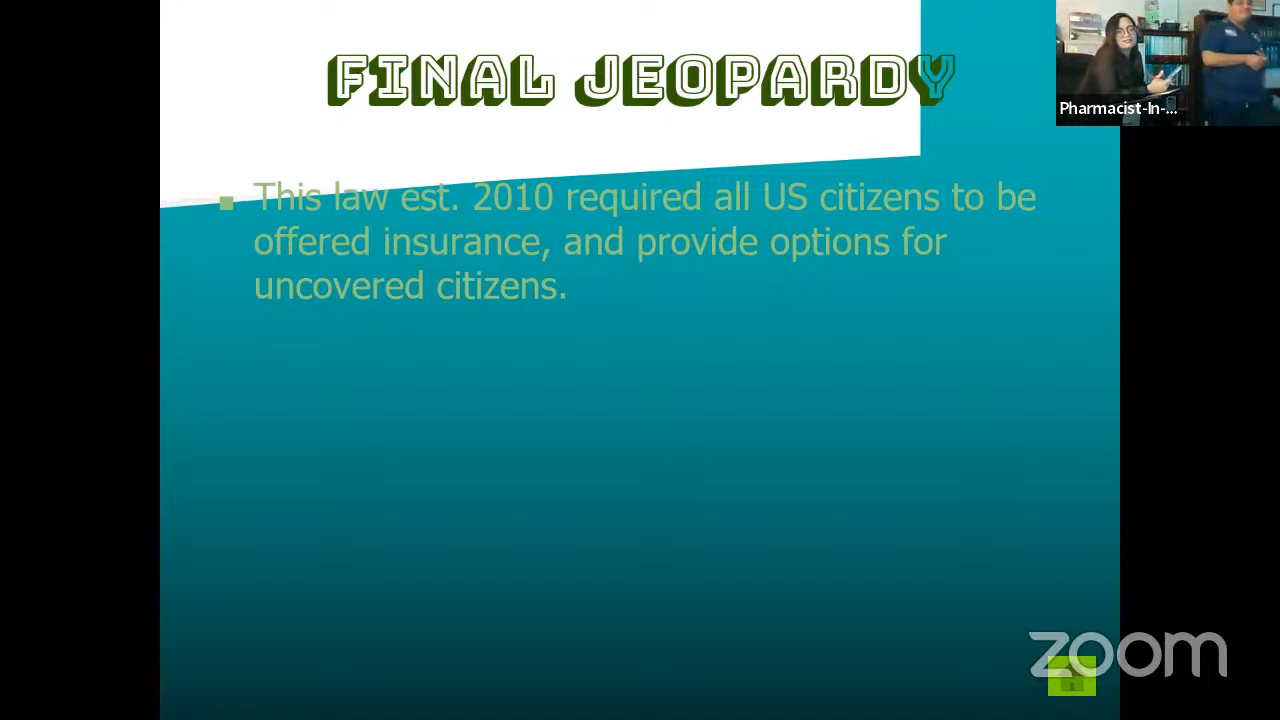 FINAL JEOPARDY
Pharmacist-In-...
This law est. 2010 required all US citizens to be
offered insurance, and provide options for
uncovered citizens.
zoom